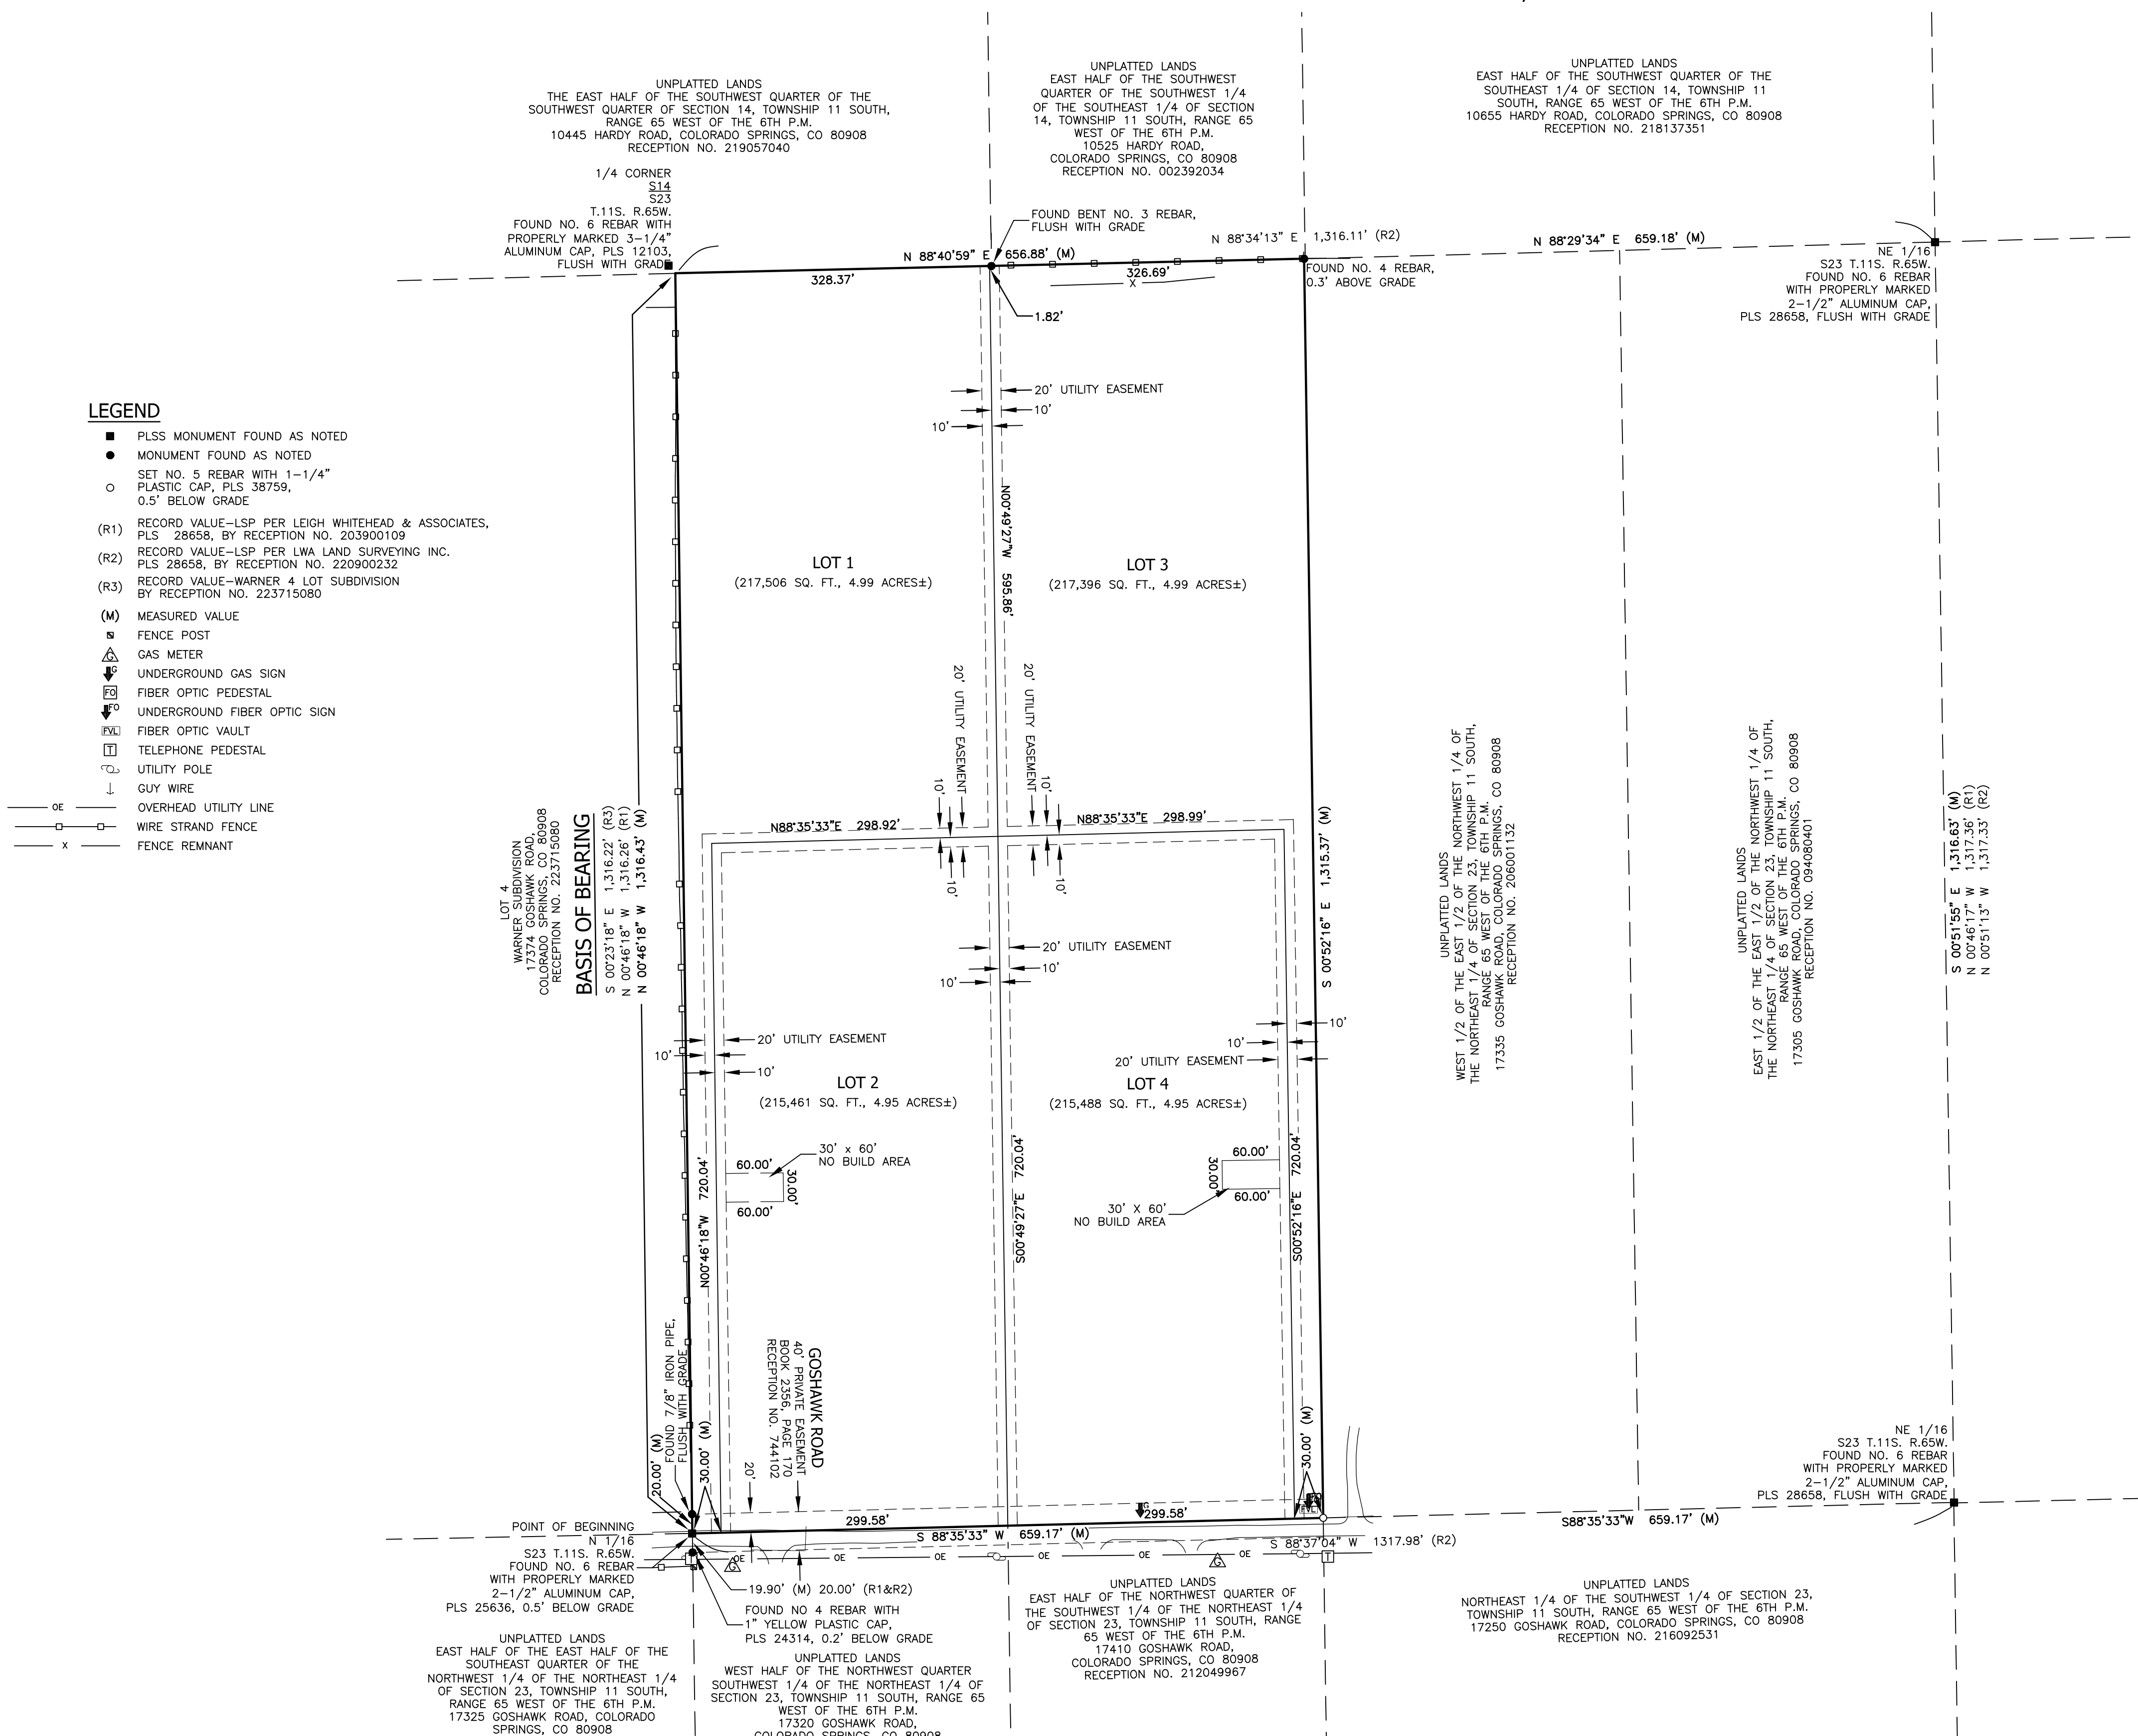 UNPLATTED LANDS
THE EAST HALF OF THE SOUTHWEST QUARTER OF THE
SOUTHWEST QUARTER OF SECTION 14, TOWNSHIP 11 SOUTH,
RANGE 65 WEST OF THE 6TH P.M.
10445 HARDY ROAD, COLORADO SPRINGS, CO 80908
RECEPTION NO. 219057040
UNPLATTED LANDS
EAST HALF OF THE SOUTHWEST
QUARTER OF THE SOUTHWEST 1/4
OF THE SOUTHEAST 1/4 OF SECTION
14, TOWNSHIP 11 SOUTH, RANGE 65
WEST OF THE 6TH P.M.
10525 HARDY ROAD,
COLORADO SPRINGS, CO 80908
RECEPTION NO. 002392034
UNPLATTED LANDS
EAST HALF OF THE SOUTHWEST QUARTER OF THE
SOUTHEAST 1/4 OF SECTION 14, TOWNSHIP 11
SOUTH, RANGE 65 WEST OF THE 6TH P.M.
10655 HARDY ROAD, COLORADO SPRINGS, CO 80908
RECEPTION NO. 218137351
1/4 CORNER
S14
S23
T.11S. R.65W.
FOUND NO. 6 REBAR WITH
PROPERLY MARKED 3-1/4"
ALUMINUM CAP, PLS 12103,
FLUSH WITH GRADE
FOUND BENT NO. 3 REBAR,
FLUSH WITH GRADE
N 88°40'59" E 656.88' (M)
N 88°34'13" E 1,316.11' (R2)
N 88°29'34" E 659.18' (M)
328.37'
326.69'
X
1.82'
FOUND NO. 4 REBAR,
0.3' ABOVE GRADE
NE 1/16
S23 T.11S. R.65W.
FOUND NO. 6 REBAR
WITH PROPERLY MARKED
2-1/2" ALUMINUM CAP,
PLS 28658, FLUSH WITH GRADE
LEGEND
PLSS MONUMENT FOUND AS NOTED
MONUMENT FOUND AS NOTED
SET NO. 5 REBAR WITH 1-1/4"
PLASTIC CAP, PLS 38759,
0.5' BELOW GRADE
(R1) RECORD VALUE-LSP PER LEIGH WHITEHEAD & ASSOCIATES,
PLS 28658, BY RECEPTION NO. 203900109
(R2) RECORD VALUE-LSP PER LWA LAND SURVEYING INC.
PLS 28658, BY RECEPTION NO. 220900232
(R3) RECORD VALUE-WARNER 4 LOT SUBDIVISION
BY RECEPTION NO. 223715080
(M) MEASURED VALUE
FENCE POST
G GAS METER
G UNDERGROUND GAS SIGN
FO FIBER OPTIC PEDESTAL
FO UNDERGROUND FIBER OPTIC SIGN
FVL FIBER OPTIC VAULT
T TELEPHONE PEDESTAL
UTILITY POLE
GUY WIRE
OE OVERHEAD UTILITY LINE
WIRE STRAND FENCE
X FENCE REMNANT
20' UTILITY EASEMENT
10'
10'
N00°49'27"W 595.86'
LOT 1
(217,506 SQ. FT., 4.99 ACRES±)
LOT 3
(217,396 SQ. FT., 4.99 ACRES±)
20' UTILITY EASEMENT
20' UTILITY EASEMENT
10'
10'
N88°35'33"E 298.92'
N88°35'33"E 298.99'
10'
10'
LOT 4
WARNER SUBDIVISION
17374 GOSHAWK ROAD,
COLORADO SPRINGS, CO 80908
RECEPTION NO. 223715080
BASIS OF BEARING
S 00°23'18" E 1,316.22' (R3)
N 00°46'18" W 1,316.26' (R1)
N 00°46'18" W 1,316.43' (M)
S 00°52'16" E 1,315.37' (M)
UNPLATTED LANDS
WEST 1/2 OF THE EAST 1/2 OF THE NORTHWEST 1/4 OF
THE NORTHEAST 1/4 OF SECTION 23, TOWNSHIP 11 SOUTH,
RANGE 65 WEST OF THE 6TH P.M.
17335 GOSHAWK ROAD, COLORADO SPRINGS, CO 80908
RECEPTION NO. 206001132
UNPLATTED LANDS
EAST 1/2 OF THE EAST 1/2 OF THE NORTHWEST 1/4 OF
THE NORTHEAST 1/4 OF SECTION 23, TOWNSHIP 11 SOUTH,
RANGE 65 WEST OF THE 6TH P.M.
17305 GOSHAWK ROAD, COLORADO SPRINGS, CO 80908
RECEPTION NO. 094080401
S 00°51'55" E 1,316.63' (M)
N 00°46'17" W 1,317.36' (R1)
N 00°51'13" W 1,317.33' (R2)
20' UTILITY EASEMENT
10'
10'
20' UTILITY EASEMENT
10'
10'
10'
10'
20' UTILITY EASEMENT
LOT 2
(215,461 SQ. FT., 4.95 ACRES±)
LOT 4
(215,488 SQ. FT., 4.95 ACRES±)
30' x 60'
NO BUILD AREA
60.00'
30.00'
60.00'
60.00'
30.00'
60.00'
30' X 60'
NO BUILD AREA
N00°46'18"W 720.04'
S00°49'27"E 720.04'
S00°52'16"E 720.04'
FOUND 7/8" IRON PIPE,
FLUSH WITH GRADE
20.00' (M)
30.00' (M)
20'
GOSHAWK ROAD
40' PRIVATE EASEMENT
BOOK 2356, PAGE 170
RECEPTION NO. 744102
30.00' (M)
G
FO
FVL
NE 1/16
S23 T.11S. R.65W.
FOUND NO. 6 REBAR
WITH PROPERLY MARKED
2-1/2" ALUMINUM CAP,
PLS 28658, FLUSH WITH GRADE
299.58'
299.58'
S 88°35'33" W 659.17' (M)
S88°35'33"W 659.17' (M)
S 88°37'04" W 1317.98' (R2)
POINT OF BEGINNING
N 1/16
S23 T.11S. R.65W.
FOUND NO. 6 REBAR
WITH PROPERLY MARKED
2-1/2" ALUMINUM CAP,
PLS 25636, 0.5' BELOW GRADE
OE OE OE OE OE OE
G
G
T
19.90' (M) 20.00' (R1&R2)
FOUND NO 4 REBAR WITH
1" YELLOW PLASTIC CAP,
PLS 24314, 0.2' BELOW GRADE
UNPLATTED LANDS
EAST HALF OF THE EAST HALF OF THE
SOUTHEAST QUARTER OF THE
NORTHWEST 1/4 OF THE NORTHEAST 1/4
OF SECTION 23, TOWNSHIP 11 SOUTH,
RANGE 65 WEST OF THE 6TH P.M.
17325 GOSHAWK ROAD, COLORADO
SPRINGS, CO 80908
UNPLATTED LANDS
WEST HALF OF THE NORTHWEST QUARTER
SOUTHWEST 1/4 OF THE NORTHEAST 1/4 OF
SECTION 23, TOWNSHIP 11 SOUTH, RANGE 65
WEST OF THE 6TH P.M.
17320 GOSHAWK ROAD,
COLORADO SPRINGS, CO 80908
UNPLATTED LANDS
EAST HALF OF THE NORTHWEST QUARTER OF
THE SOUTHWEST 1/4 OF THE NORTHEAST 1/4
OF SECTION 23, TOWNSHIP 11 SOUTH, RANGE
65 WEST OF THE 6TH P.M.
17410 GOSHAWK ROAD,
COLORADO SPRINGS, CO 80908
RECEPTION NO. 212049967
UNPLATTED LANDS
NORTHEAST 1/4 OF THE SOUTHWEST 1/4 OF SECTION 23,
TOWNSHIP 11 SOUTH, RANGE 65 WEST OF THE 6TH P.M.
17250 GOSHAWK ROAD, COLORADO SPRINGS, CO 80908
RECEPTION NO. 216092531